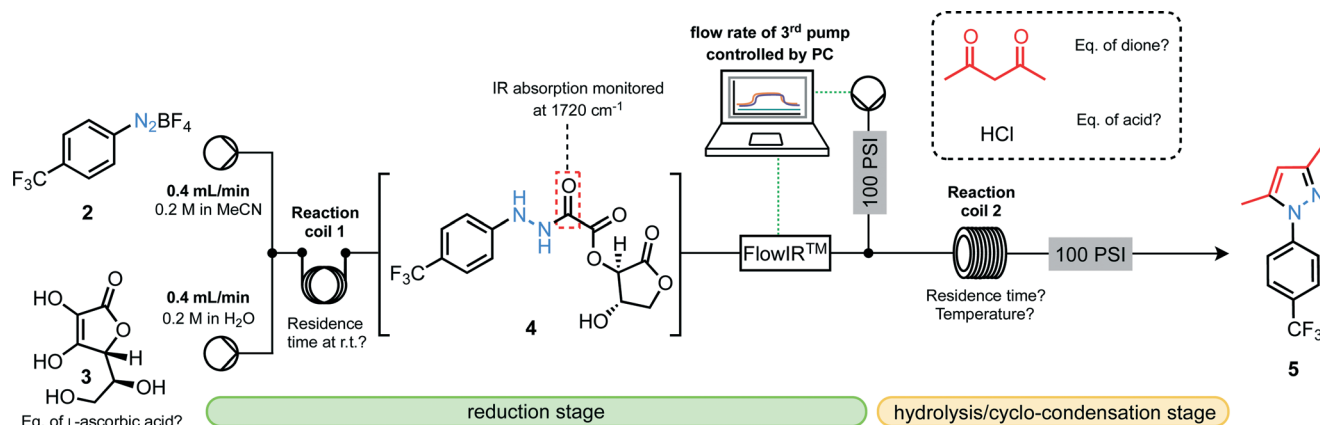 N₂BF₄
F₃C
2
0.4 mL/min
0.2 M in MeCN
HO
O
HO
O
H
3
HO
OH
Eq. of L-ascorbic acid?
0.4 mL/min
0.2 M in H₂O
Reaction
coil 1
Residence
time at r.t.?
IR absorption monitored
at 1720 cm⁻¹
O
H
N
N
H
O
O
H
O
O
HO
F₃C
4
flow rate of 3rd pump
controlled by PC
100 PSI
FlowIR™
O O
Eq. of dione?
HCl
Eq. of acid?
Reaction
coil 2
Residence time?
Temperature?
100 PSI
N
N
CF₃
5
reduction stage
hydrolysis/cyclo-condensation stage